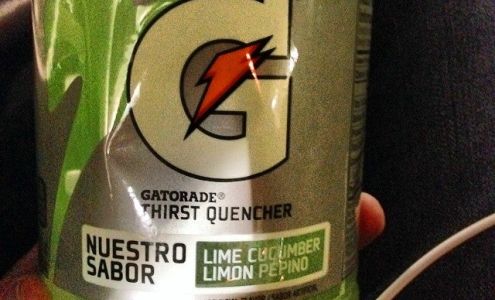 G
GATORADE®
THIRST QUENCHER
NUESTRO
SABOR
LIME CUCUMBER
LIMON PEPINO